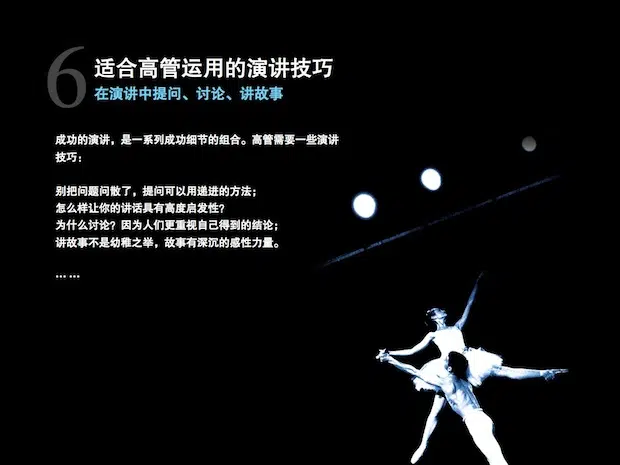 6
适合高管运用的演讲技巧
在演讲中提问、讨论、讲故事
成功的演讲，是一系列成功细节的组合。高管需要一些演讲
技巧：
别把问题问散了，提问可以用递进的方法；
怎么样让你的讲话具有高度启发性？
为什么讨论？因为人们更重视自己得到的结论；
讲故事不是幼稚之举，故事有深沉的感性力量。
… …